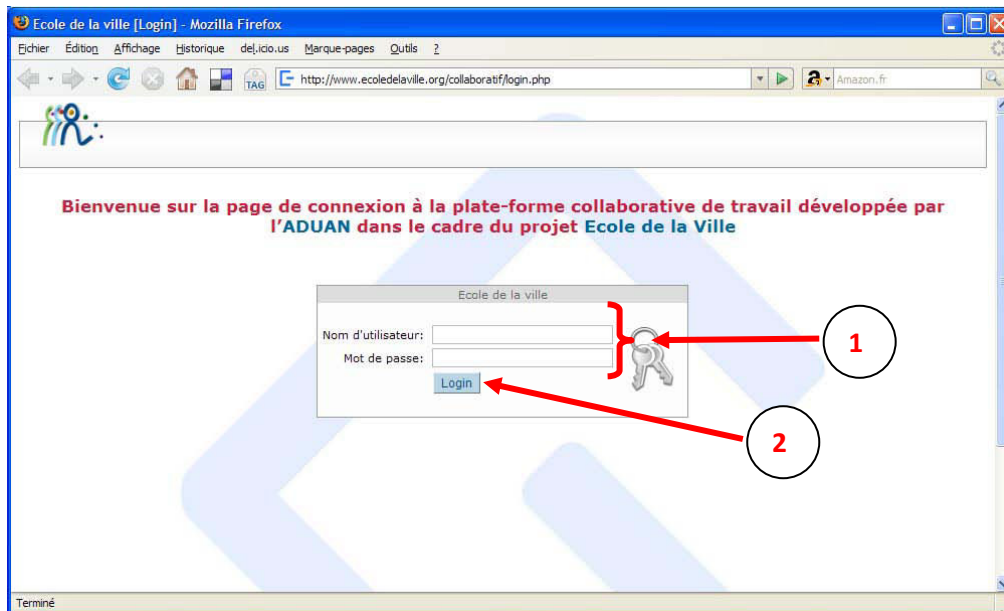 Ecole de la ville [Login] - Mozilla Firefox
Fichier Édition Affichage Historique del.icio.us Marque-pages Outils ?
TAG http://www.ecoledelaville.org/collaboratif/login.php a Amazon.fr
Bienvenue sur la page de connexion à la plate-forme collaborative de travail développée par
l'ADUAN dans le cadre du projet Ecole de la Ville
Ecole de la ville
Nom d'utilisateur:
1
Mot de passe:
Login
2
Terminé